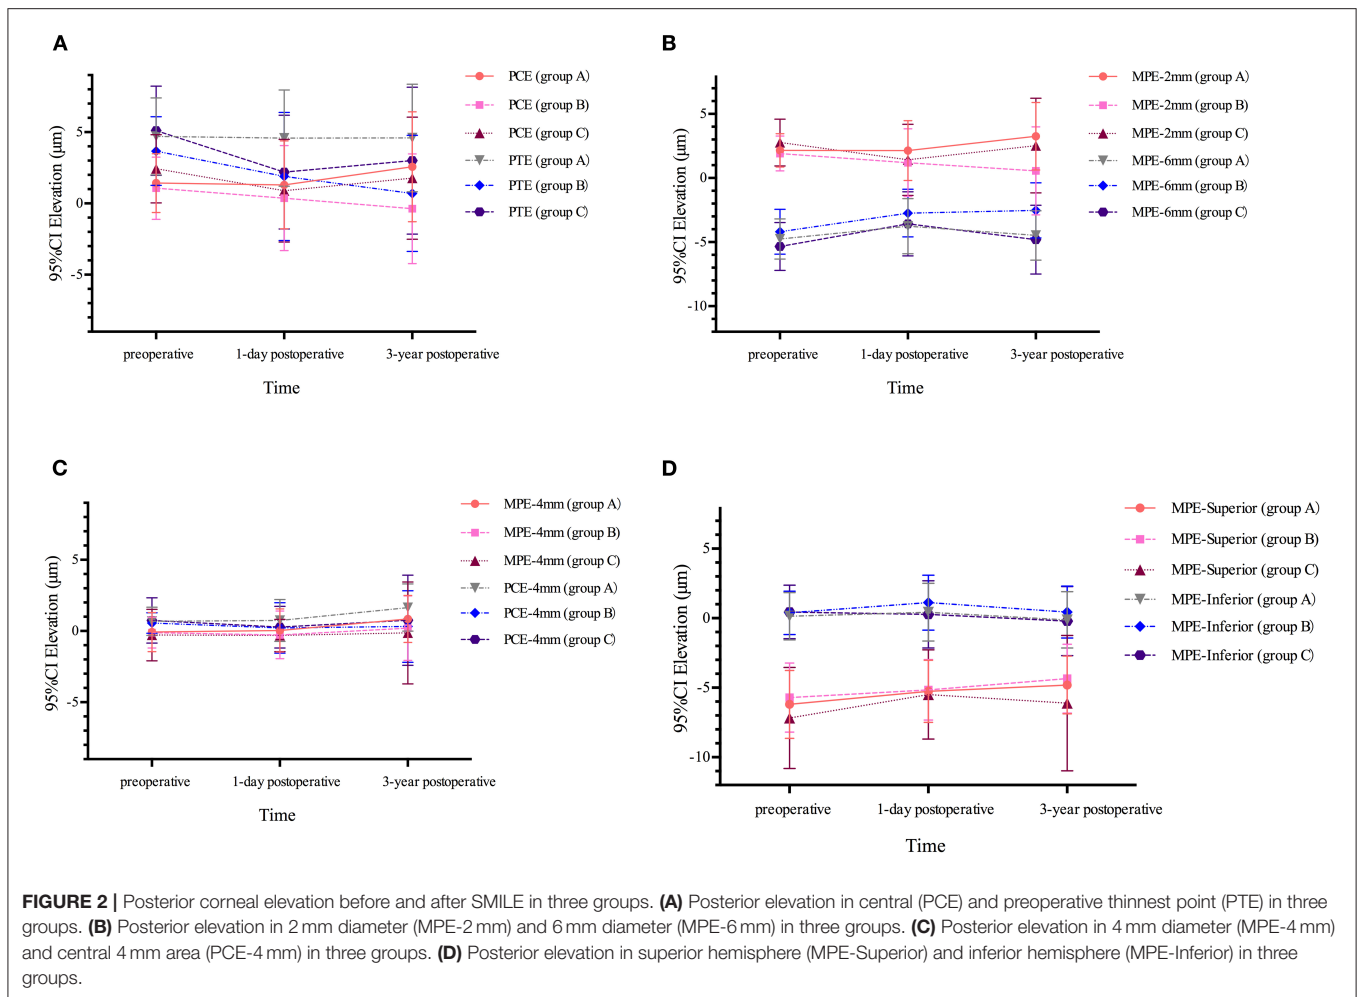 A
PCE (group A)
PCE (group B)
PCE (group C)
PTE (group A)
PTE (group B)
PTE (group C)
5
0
-5
95%CI Elevation (μm)
preoperative
1-day postoperative
3-year postoperative
Time
B
MPE-2mm (group A)
MPE-2mm (group B)
MPE-2mm (group C)
MPE-6mm (group A)
MPE-6mm (group B)
MPE-6mm (group C)
5
0
-5
-10
95%CI Elevation (μm)
preoperative
1-day postoperative
3-year postoperative
Time
C
MPE-4mm (group A)
MPE-4mm (group B)
MPE-4mm (group C)
PCE-4mm (group A)
PCE-4mm (group B)
PCE-4mm (group C)
5
0
-5
95%CI Elevation (μm)
preoperative
1-day postoperative
3-year postoperative
Time
D
MPE-Superior (group A)
MPE-Superior (group B)
MPE-Superior (group C)
MPE-Inferior (group A)
MPE-Inferior (group B)
MPE-Inferior (group C)
5
0
-5
-10
95%CI Elevation (μm)
preoperative
1-day postoperative
3-year postoperative
Time
FIGURE 2 | Posterior corneal elevation before and after SMILE in three groups. (A) Posterior elevation in central (PCE) and preoperative thinnest point (PTE) in three
groups. (B) Posterior elevation in 2 mm diameter (MPE-2 mm) and 6 mm diameter (MPE-6 mm) in three groups. (C) Posterior elevation in 4 mm diameter (MPE-4 mm)
and central 4 mm area (PCE-4 mm) in three groups. (D) Posterior elevation in superior hemisphere (MPE-Superior) and inferior hemisphere (MPE-Inferior) in three
groups.